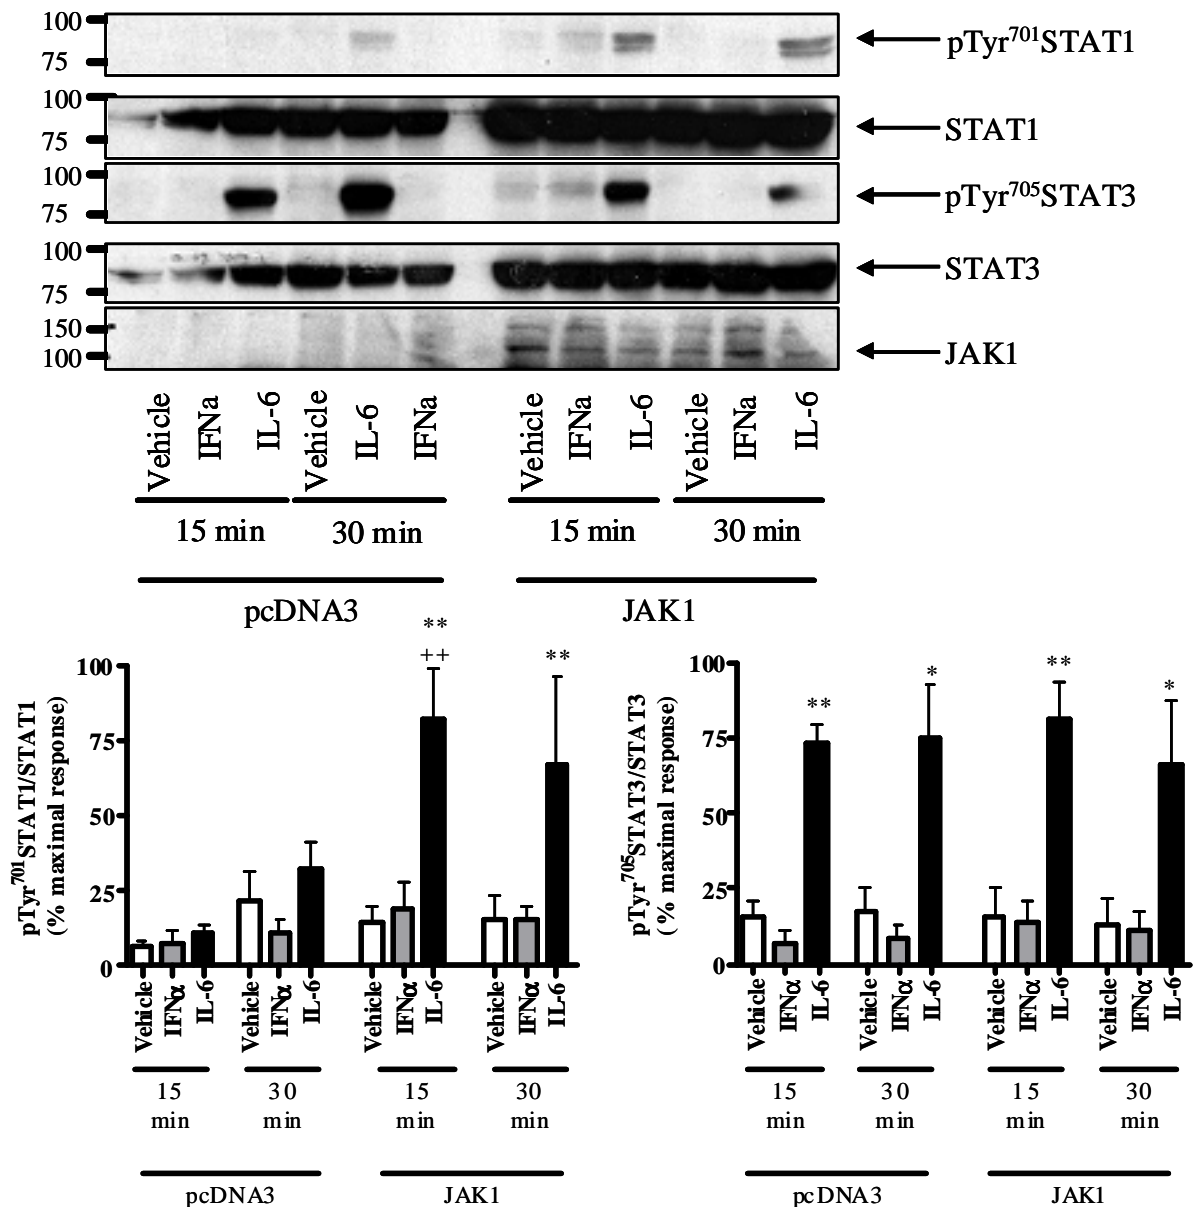 100
75
pTyr701STAT1
100
75
STAT1
100
75
pTyr705STAT3
100
75
STAT3
150
100
JAK1
Vehicle IFNa IL-6 Vehicle IL-6 IFNa Vehicle IFNa IL-6 Vehicle IFNa IL-6
15 min 30 min 15 min 30 min
pcDNA3 JAK1
pTyr701STAT1/STAT1
(% maximal response)
100
75
50
25
0
**
++
**
Vehicle IFNα IL-6 Vehicle IFNα IL-6 Vehicle IFNα IL-6 Vehicle IFNα IL-6
15 30 15 30
min min min min
pcDNA3 JAK1
pTyr705STAT3/STAT3
(% maximal response)
100
75
50
25
0
** * ** *
Vehicle IFNα IL-6 Vehicle IFNα IL-6 Vehicle IFNα IL-6 Vehicle IFNα IL-6
15 30 15 30
min min min min
pcDNA3 JAK1